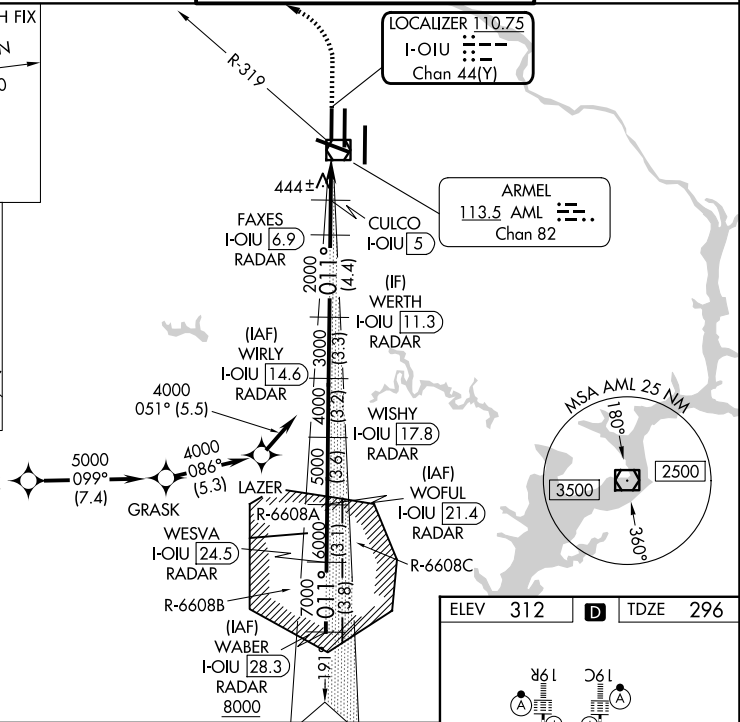 H FIX
N
0
LOCALIZER 110.75
I-OIU
Chan 44(Y)
R-319
ARMEL
113.5 AML
Chan 82
444±
FAXES
I-OIU 6.9
RADAR
CULCO
I-OIU 5
2000
011°
(4.4)
(IF)
WERTH
I-OIU 11.3
RADAR
(IAF)
WIRLY
I-OIU 14.6
RADAR
3000
(3.3)
4000
051° (5.5)
4000
(3.2)
WISHY
I-OIU 17.8
RADAR
MSA AML 25 NM
180°
3500
2500
360°
5000
099°
(7.4)
4000
086°
(5.3)
GRASK
LAZER
5000
(3.6)
(IAF)
WOFUL
I-OIU 21.4
RADAR
R-6608A
WESVA
I-OIU 24.5
RADAR
6000
(3.1)
R-6608C
R-6608B
7000
011°
(3.8)
(IAF)
WABER
I-OIU 28.3
RADAR
8000
191°
ELEV 312 D TDZE 296
19R
19C
A
A